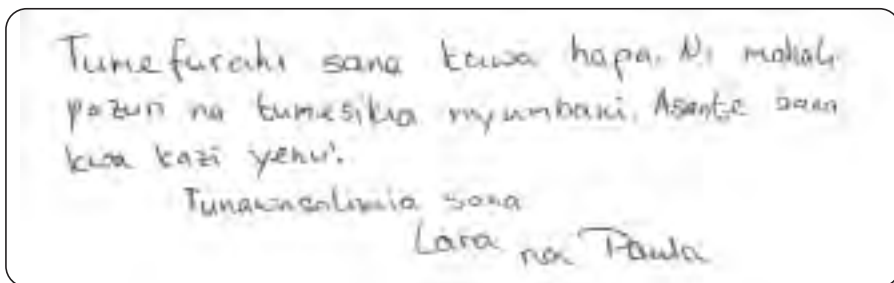 Tumefurahi sana kuwa hapa. Ni mahali
pazuri na tumesikia nyumbani. Asante sana
kwa kazi yenu.
Tunawasalimia sana
Lara na Paula